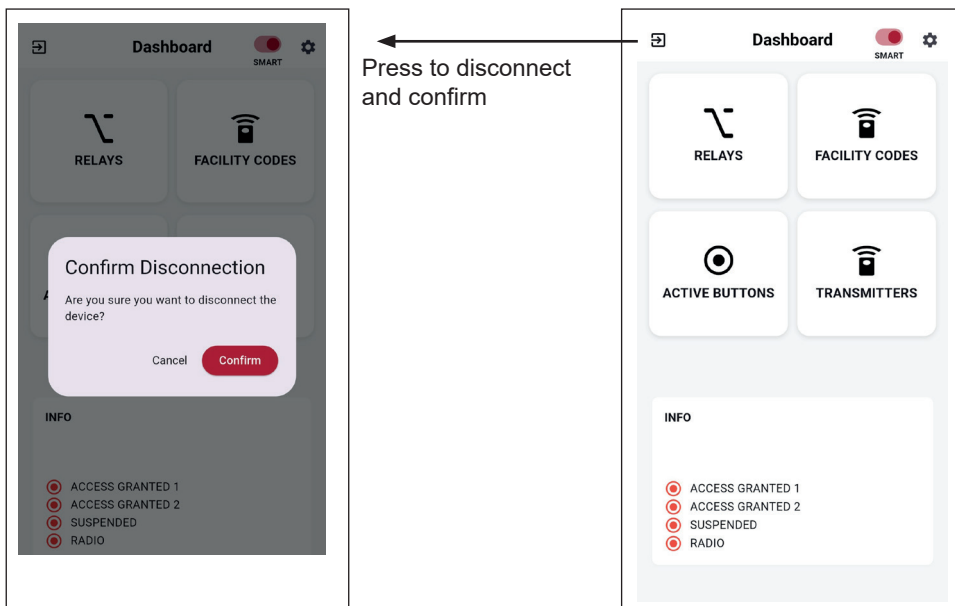 Dashboard
SMART
RELAYS
FACILITY CODES
Confirm Disconnection
Are you sure you want to disconnect the
device?
Cancel
Confirm
INFO
ACCESS GRANTED 1
ACCESS GRANTED 2
SUSPENDED
RADIO
Press to disconnect
and confirm
Dashboard
SMART
RELAYS
FACILITY CODES
ACTIVE BUTTONS
TRANSMITTERS
INFO
ACCESS GRANTED 1
ACCESS GRANTED 2
SUSPENDED
RADIO